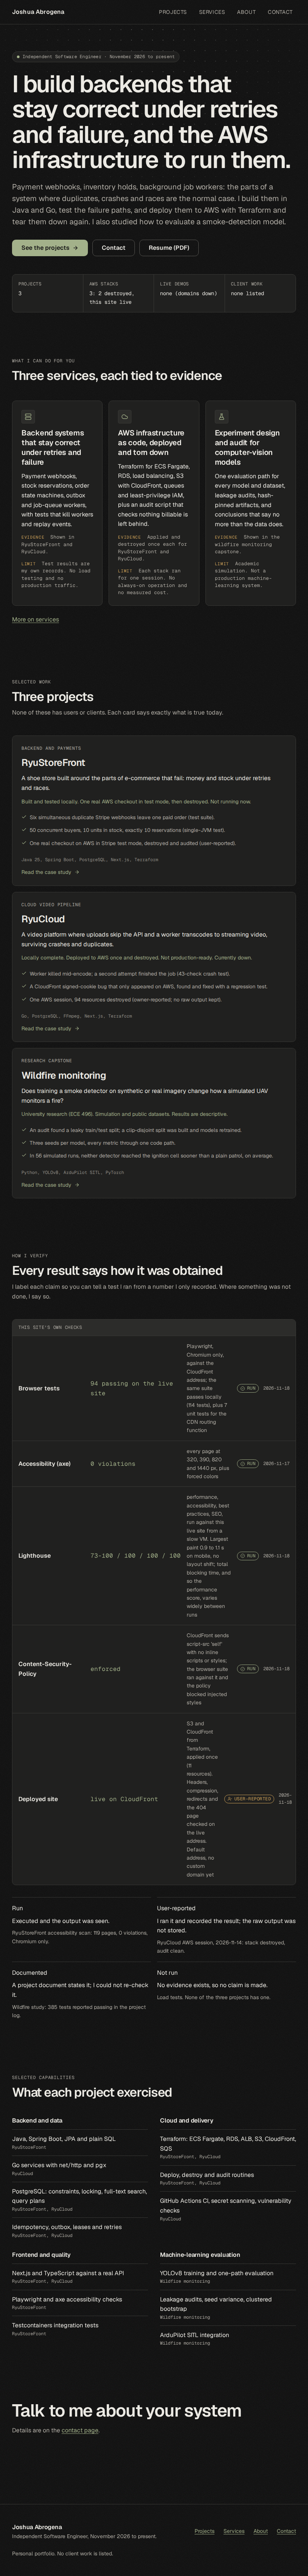 Joshua Abrogena
PROJECTS SERVICES ABOUT CONTACT
Independent Software Engineer · November 2026 to present
I build backends that
stay correct under retries
and failure, and the AWS
infrastructure to run them.
Payment webhooks, inventory holds, background job workers: the parts of a
system where duplicates, crashes and races are the normal case. I build them in
Java and Go, test the failure paths, and deploy them to AWS with Terraform and
tear them down again. I also study how to evaluate a smoke-detection model.
See the projects →
Contact
Resume (PDF)
PROJECTS
3
AWS STACKS
3: 2 destroyed,
this site live
LIVE DEMOS
none (domains down)
CLIENT WORK
none listed
WHAT I CAN DO FOR YOU
Three services, each tied to evidence
Backend systems
that stay correct
under retries and
failure
Payment webhooks,
stock reservations, order
state machines, outbox
and job-queue workers,
with tests that kill workers
and replay events.
EVIDENCE Shown in
RyuStoreFront and
RyuCloud.
LIMIT Test results are
my own records. No load
testing and no
production traffic.
AWS infrastructure
as code, deployed
and torn down
Terraform for ECS Fargate,
RDS, load balancing, S3
with CloudFront, queues
and least-privilege IAM,
plus an audit script that
checks nothing billable is
left behind.
EVIDENCE Applied and
destroyed once each for
RyuStoreFront and
RyuCloud.
LIMIT Each stack ran
for one session. No
always-on operation and
no measured cost.
Experiment design
and audit for
computer-vision
models
One evaluation path for
every model and dataset,
leakage audits, hash-
pinned artifacts, and
conclusions that say no
more than the data does.
EVIDENCE Shown in the
wildfire monitoring
capstone.
LIMIT Academic
simulation. Not a
production machine-
learning system.
More on services
SELECTED WORK
Three projects
None of these has users or clients. Each card says exactly what is true today.
BACKEND AND PAYMENTS
RyuStoreFront
A shoe store built around the parts of e-commerce that fail: money and stock under retries
and races.
Built and tested locally. One real AWS checkout in test mode, then destroyed. Not running now.
Six simultaneous duplicate Stripe webhooks leave one paid order (test suite).
50 concurrent buyers, 10 units in stock, exactly 10 reservations (single-JVM test).
One real checkout on AWS in Stripe test mode, destroyed and audited (user-reported).
Java 25, Spring Boot, PostgreSQL, Next.js, Terraform
Read the case study →
CLOUD VIDEO PIPELINE
RyuCloud
A video platform where uploads skip the API and a worker transcodes to streaming video,
surviving crashes and duplicates.
Locally complete. Deployed to AWS once and destroyed. Not production-ready. Currently down.
Worker killed mid-encode; a second attempt finished the job (43-check crash test).
A CloudFront signed-cookie bug that only appeared on AWS, found and fixed with a regression test.
One AWS session, 94 resources destroyed (owner-reported; no raw output kept).
Go, PostgreSQL, FFmpeg, Next.js, Terraform
Read the case study →
RESEARCH CAPSTONE
Wildfire monitoring
Does training a smoke detector on synthetic or real imagery change how a simulated UAV
monitors a fire?
University research (ECE 498). Simulation and public datasets. Results are descriptive.
An audit found a leaky train/test split; a clip-disjoint split was built and models retrained.
Three seeds per model, every metric through one code path.
In 56 simulated runs, neither detector reached the ignition cell sooner than a plain patrol, on average.
Python, YOLOv8, ArduPilot SITL, PyTorch
Read the case study →
HOW I VERIFY
Every result says how it was obtained
I label each claim so you can tell a test I ran from a number I only recorded. Where something was not
done, I say so.
THIS SITE'S OWN CHECKS
Browser tests
94 passing on the live
site
Playwright,
Chromium only,
against the
CloudFront
address; the
same suite
passes locally
(114 tests), plus 7
unit tests for the
CDN routing
function
RUN 2026-11-18
Accessibility (axe)
0 violations
every page at
320, 390, 820
and 1440 px, plus
forced colors
RUN 2026-11-17
Lighthouse
73-100 / 100 / 100 / 100
performance,
accessibility, best
practices, SEO,
run against this
live site from a
slow VM. Largest
paint 0.9 to 1.1 s
on mobile, no
layout shift; total
blocking time, and
so the
performance
score, varies
widely between
runs
RUN 2026-11-18
Content-Security-
Policy
enforced
CloudFront sends
script-src 'self'
with no inline
scripts or styles;
the browser suite
ran against it and
the policy
blocked injected
styles
RUN 2026-11-18
Deployed site
live on CloudFront
S3 and
CloudFront
from
Terraform,
applied once
(11
resources).
Headers,
compression,
redirects and
the 404
page
checked on
the live
address.
Default
address, no
custom
domain yet
USER-REPORTED 2026-
11-18
Run
Executed and the output was seen.
RyuStoreFront accessibility scan: 119 pages, 0 violations,
Chromium only.
User-reported
I ran it and recorded the result; the raw output was
not stored.
RyuCloud AWS session, 2026-9-14: stack destroyed,
audit clean.
Documented
A project document states it; I could not re-check
it.
Wildfire study: 385 tests reported passing in the project
log.
Not run
No evidence exists, so no claim is made.
Load tests. None of the three projects has one.
SELECTED CAPABILITIES
What each project exercised
Backend and data
Java, Spring Boot, JPA and plain SQL
RyuStoreFront
Go services with net/http and pgx
RyuCloud
PostgreSQL: constraints, locking, full-text search,
query plans
RyuStoreFront, RyuCloud
Idempotency, outbox, leases and retries
RyuStoreFront, RyuCloud
Cloud and delivery
Terraform: ECS Fargate, RDS, ALB, S3, CloudFront,
SQS
RyuStoreFront, RyuCloud
Deploy, destroy and audit routines
RyuStoreFront, RyuCloud
GitHub Actions CI, secret scanning, vulnerability
checks
RyuCloud
Frontend and quality
Next.js and TypeScript against a real API
RyuStoreFront, RyuCloud
Playwright and axe accessibility checks
RyuStoreFront
Testcontainers integration tests
RyuStoreFront
Machine-learning evaluation
YOLOv8 training and one-path evaluation
Wildfire monitoring
Leakage audits, seed variance, clustered
bootstrap
Wildfire monitoring
ArduPilot SITL integration
Wildfire monitoring
Talk to me about your system
Details are on the contact page.
Joshua Abrogena
Independent Software Engineer, November 2026 to present.
Projects Services About Contact
Personal portfolio. No client work is listed.